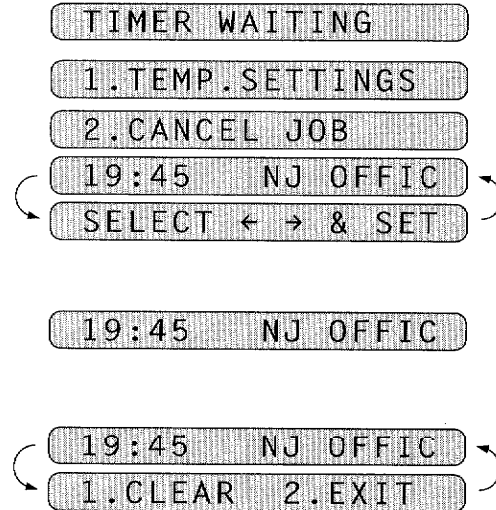 TIMER WAITING
1.TEMP.SETTINGS
2.CANCEL JOB
19:45 NJ OFFIC
SELECT ← → & SET
19:45 NJ OFFIC
19:45 NJ OFFIC
1.CLEAR 2.EXIT